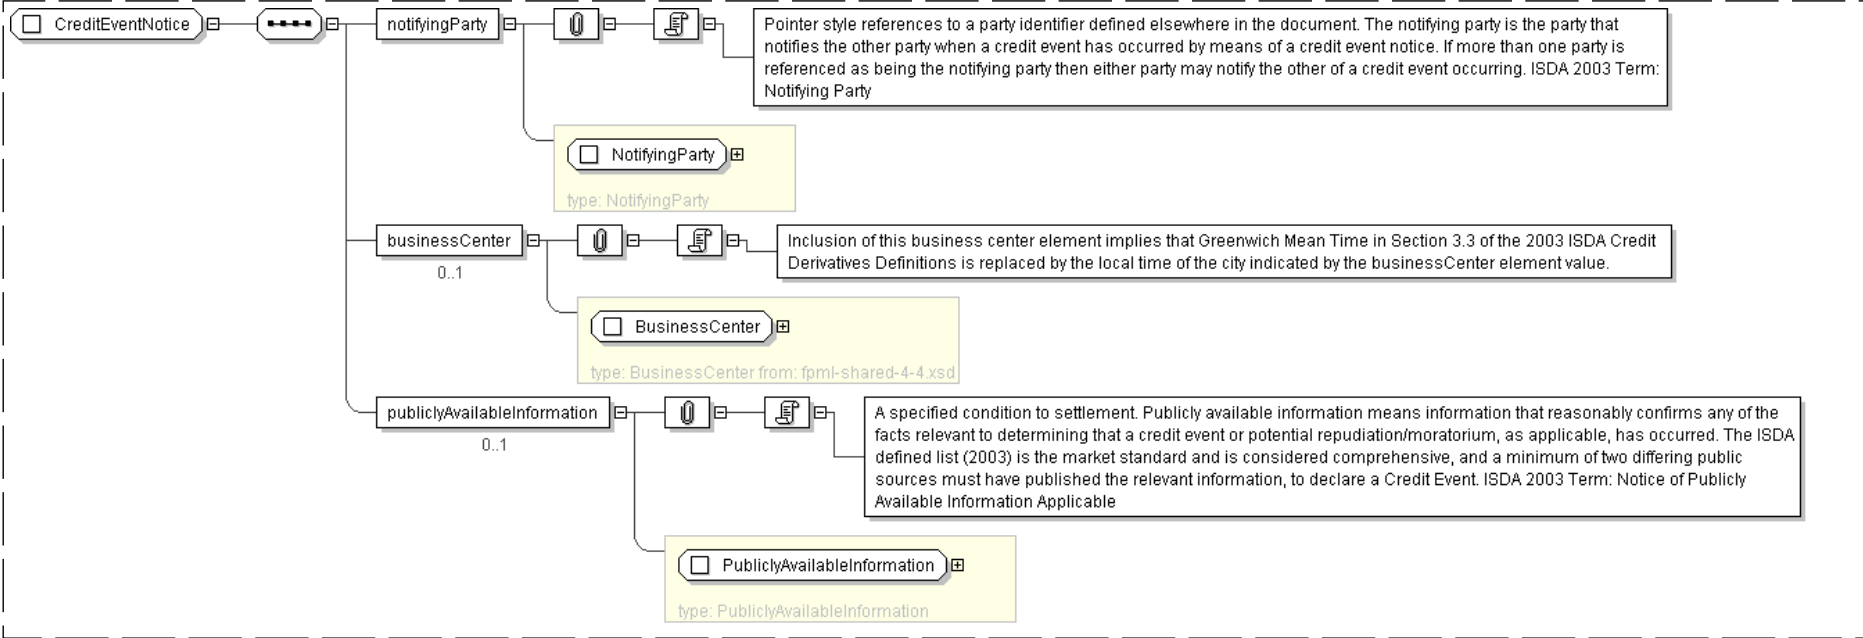 CreditEventNotice
notifyingParty
Pointer style references to a party identifier defined elsewhere in the document. The notifying party is the party that
notifies the other party when a credit event has occurred by means of a credit event notice. If more than one party is
referenced as being the notifying party then either party may notify the other of a credit event occurring. ISDA 2003 Term:
Notifying Party
NotifyingParty
type: NotifyingParty
businessCenter
0..1
Inclusion of this business center element implies that Greenwich Mean Time in Section 3.3 of the 2003 ISDA Credit
Derivatives Definitions is replaced by the local time of the city indicated by the businessCenter element value.
BusinessCenter
type: BusinessCenter from: fpml-shared-4-4.xsd
publiclyAvailableInformation
0..1
A specified condition to settlement. Publicly available information means information that reasonably confirms any of the
facts relevant to determining that a credit event or potential repudiation/moratorium, as applicable, has occurred. The ISDA
defined list (2003) is the market standard and is considered comprehensive, and a minimum of two differing public
sources must have published the relevant information, to declare a Credit Event. ISDA 2003 Term: Notice of Publicly
Available Information Applicable
PubliclyAvailableInformation
type: PubliclyAvailableInformation